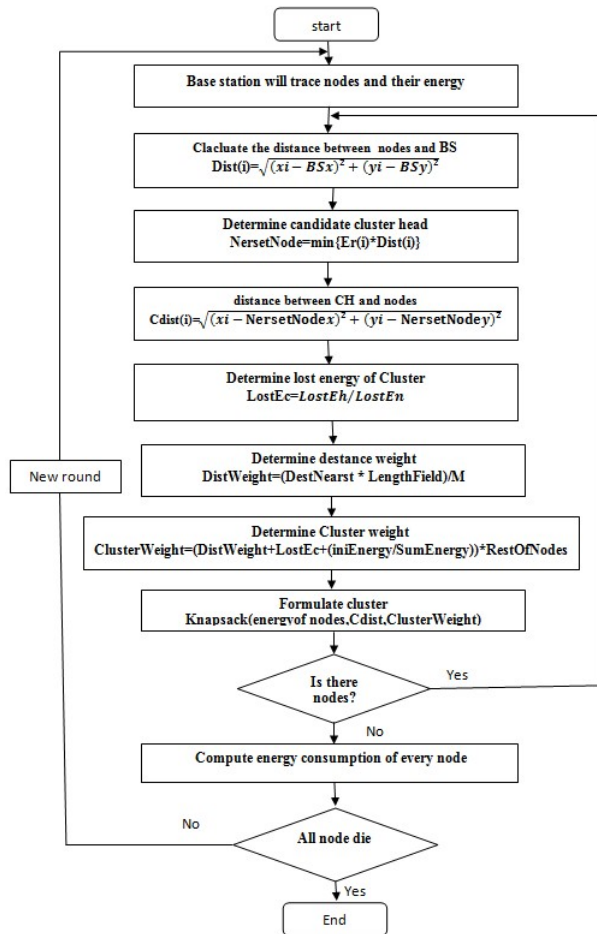 start
Base station will trace nodes and their energy
Clacluate the distance between nodes and BS
Dist(i)=√(xi − BSx)² + (yi − BSy)²
Determine candidate cluster head
NersetNode=min{Er(i)*Dist(i)}
distance between CH and nodes
Cdist(i)=√(xi − NersetNodex)² + (yi − NersetNodey)²
Determine lost energy of Cluster
LostEc=LostEh/LostEn
Determine destance weight
DistWeight=(DestNearst * LengthField)/M
New round
Determine Cluster weight
ClusterWeight=(DistWeight+LostEc+(iniEnergy/SumEnergy))*RestOfNodes
Formulate cluster
Knapsack(energyof nodes,Cdist,ClusterWeight)
Is there
nodes?
Yes
No
Compute energy consumption of every node
No
All node die
Yes
End